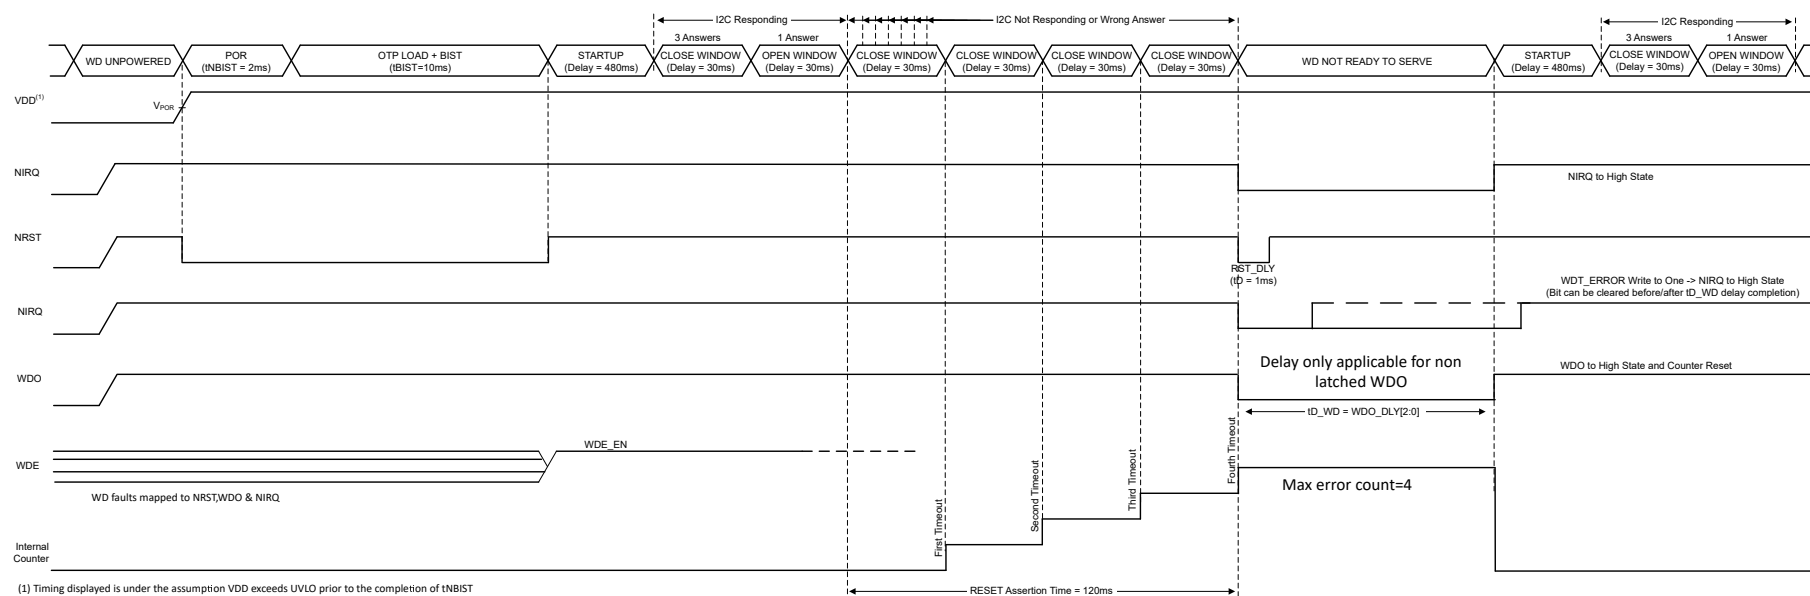 I2C Responding
I2C Not Responding or Wrong Answer
I2C Responding
3 Answers
1 Answer
3 Answers
1 Answer
WD UNPOWERED
POR
(tNBIST = 2ms)
OTP LOAD + BIST
(tBIST=10ms)
STARTUP
(Delay = 480ms)
CLOSE WINDOW
(Delay = 30ms)
OPEN WINDOW
(Delay = 30ms)
CLOSE WINDOW
(Delay = 30ms)
CLOSE WINDOW
(Delay = 30ms)
CLOSE WINDOW
(Delay = 30ms)
CLOSE WINDOW
(Delay = 30ms)
WD NOT READY TO SERVE
STARTUP
(Delay = 480ms)
CLOSE WINDOW
(Delay = 30ms)
OPEN WINDOW
(Delay = 30ms)
VDD(1)
VPOR
NIRQ
NIRQ to High State
NRST
RST_DLY
(tD = 1ms)
WDT_ERROR Write to One -> NIRQ to High State
(Bit can be cleared before/after tD_WD delay completion)
NIRQ
Delay only applicable for non
latched WDO
WDO
WDO to High State and Counter Reset
tD_WD = WDO_DLY[2:0]
WDE_EN
WDE
WD faults mapped to NRST,WDO & NIRQ
First Timeout
Second Timeout
Third Timeout
Fourth Timeout
Max error count=4
Internal
Counter
(1) Timing displayed is under the assumption VDD exceeds UVLO prior to the completion of tNBIST
RESET Assertion Time = 120ms